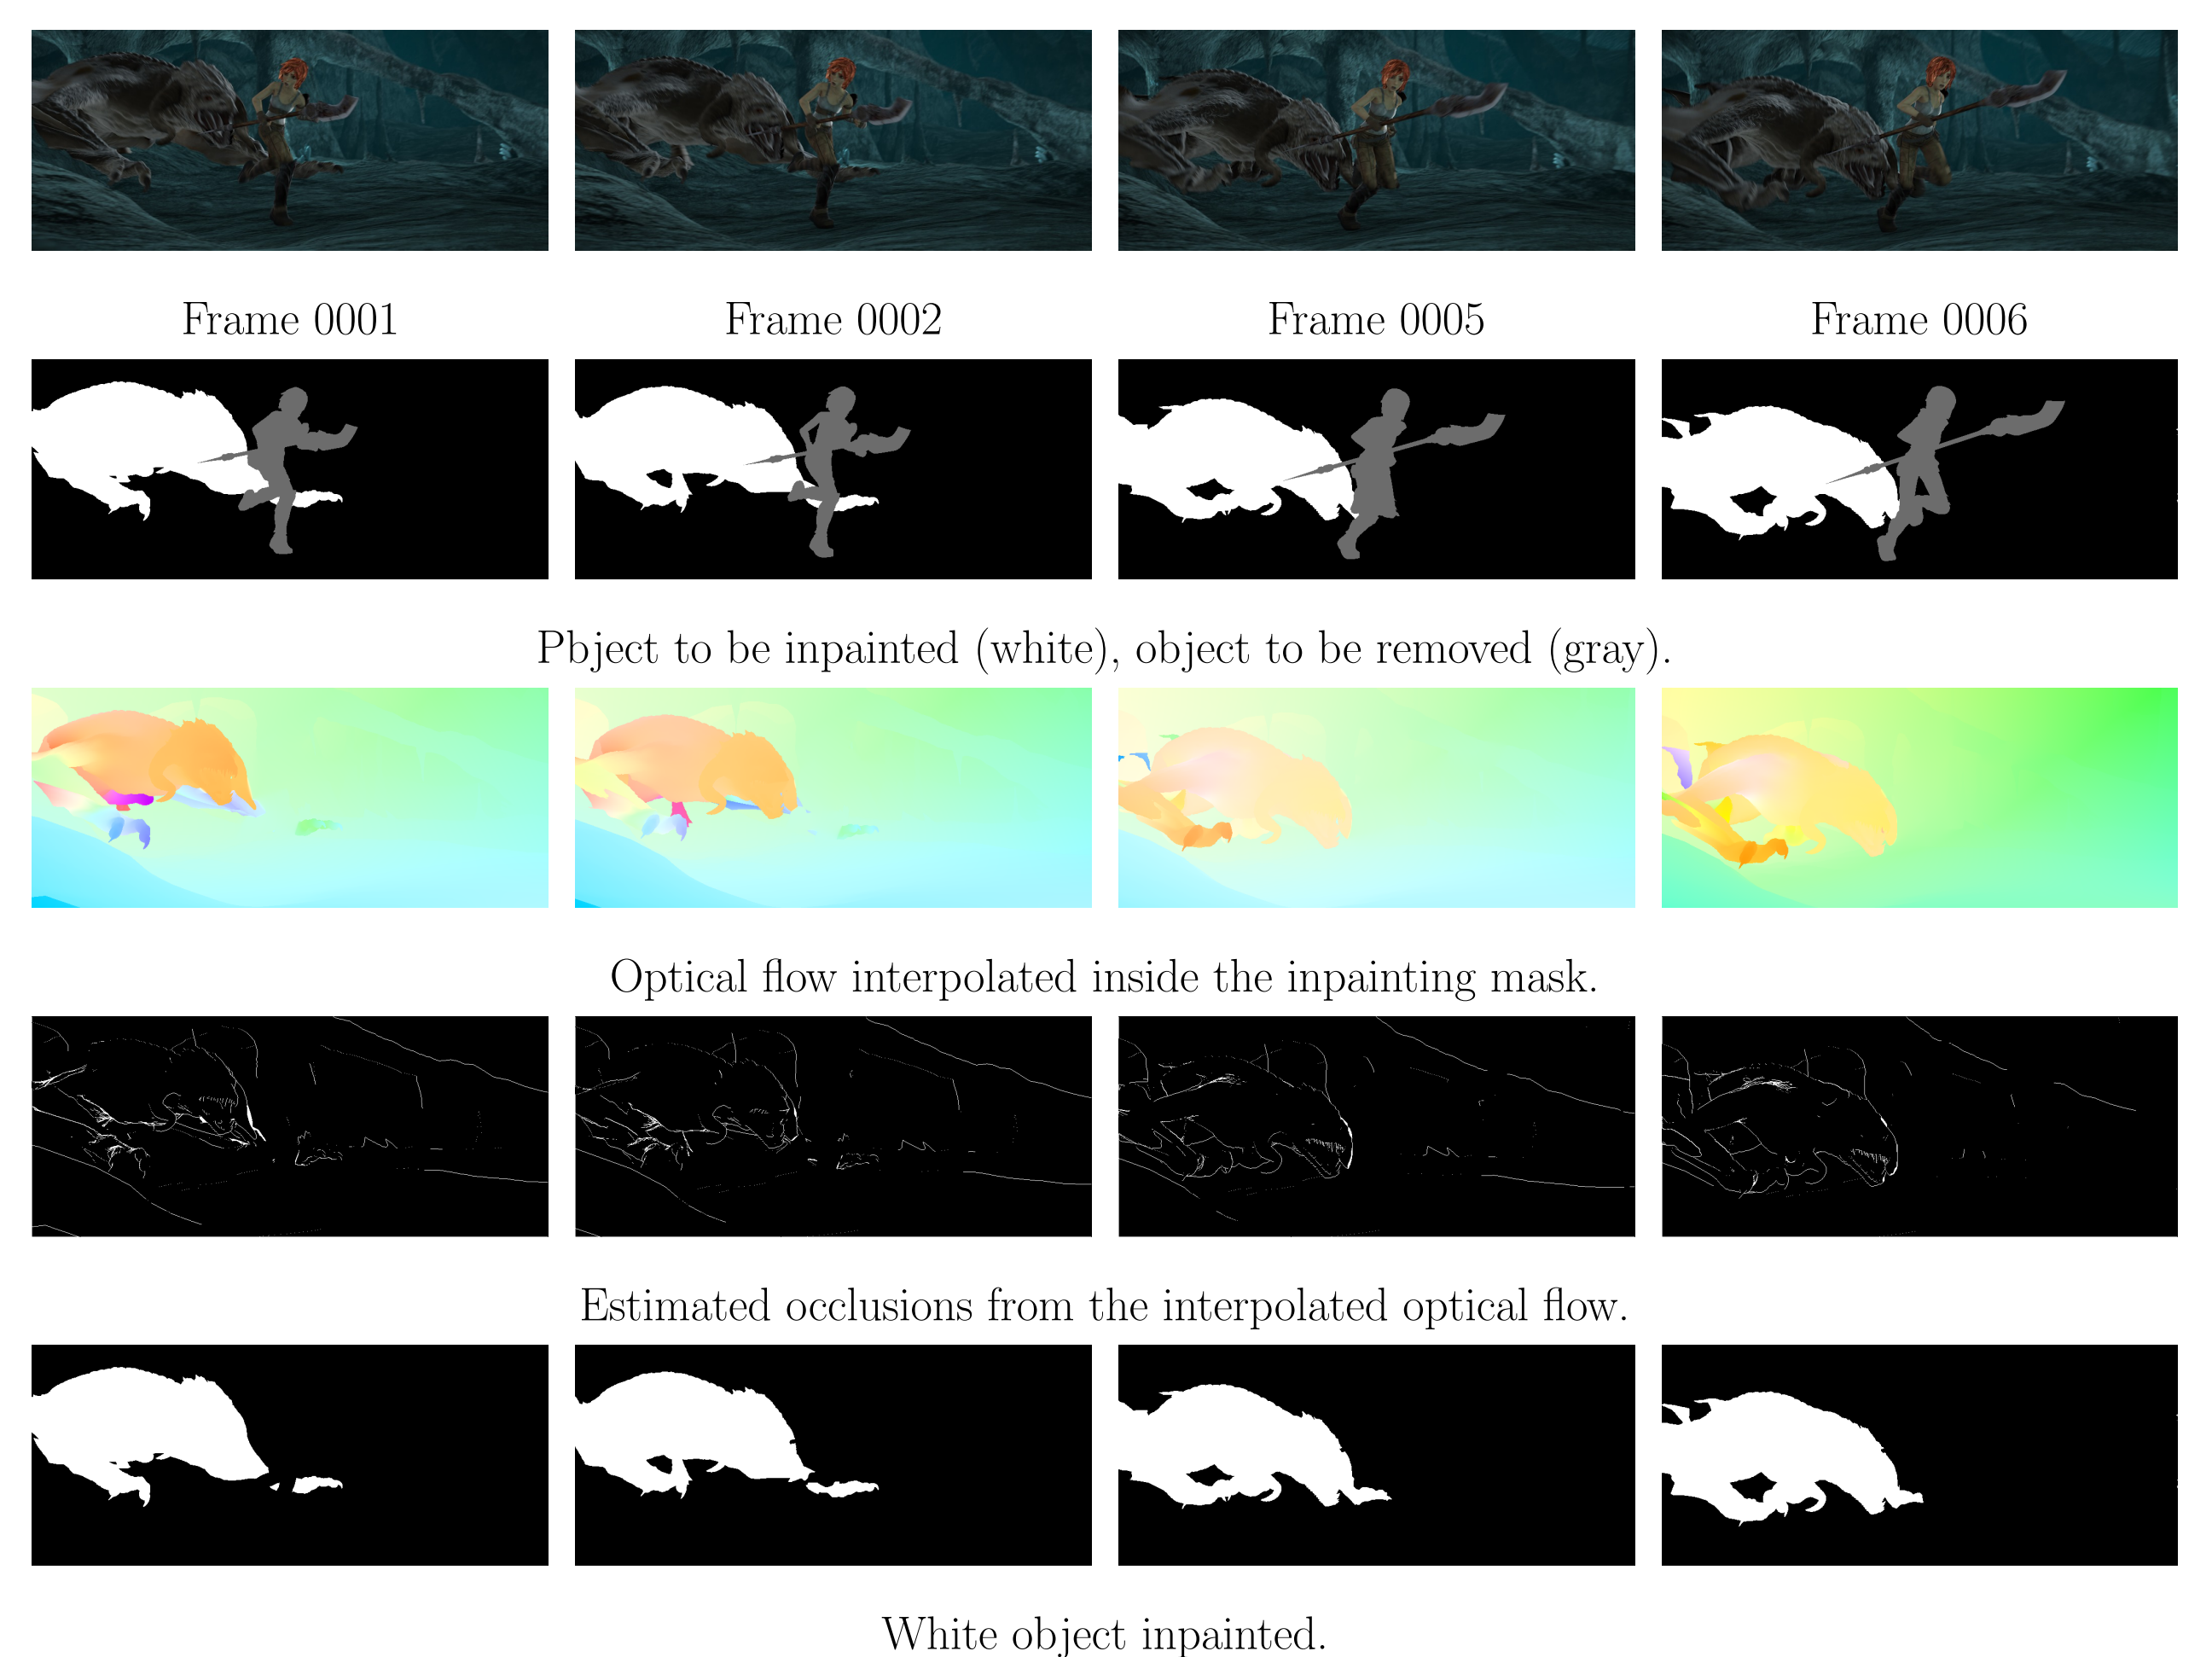 Frame 0001 Frame 0002 Frame 0005 Frame 0006
Pbject to be inpainted (white), object to be removed (gray).
Optical flow interpolated inside the inpainting mask.
Estimated occlusions from the interpolated optical flow.
White object inpainted.